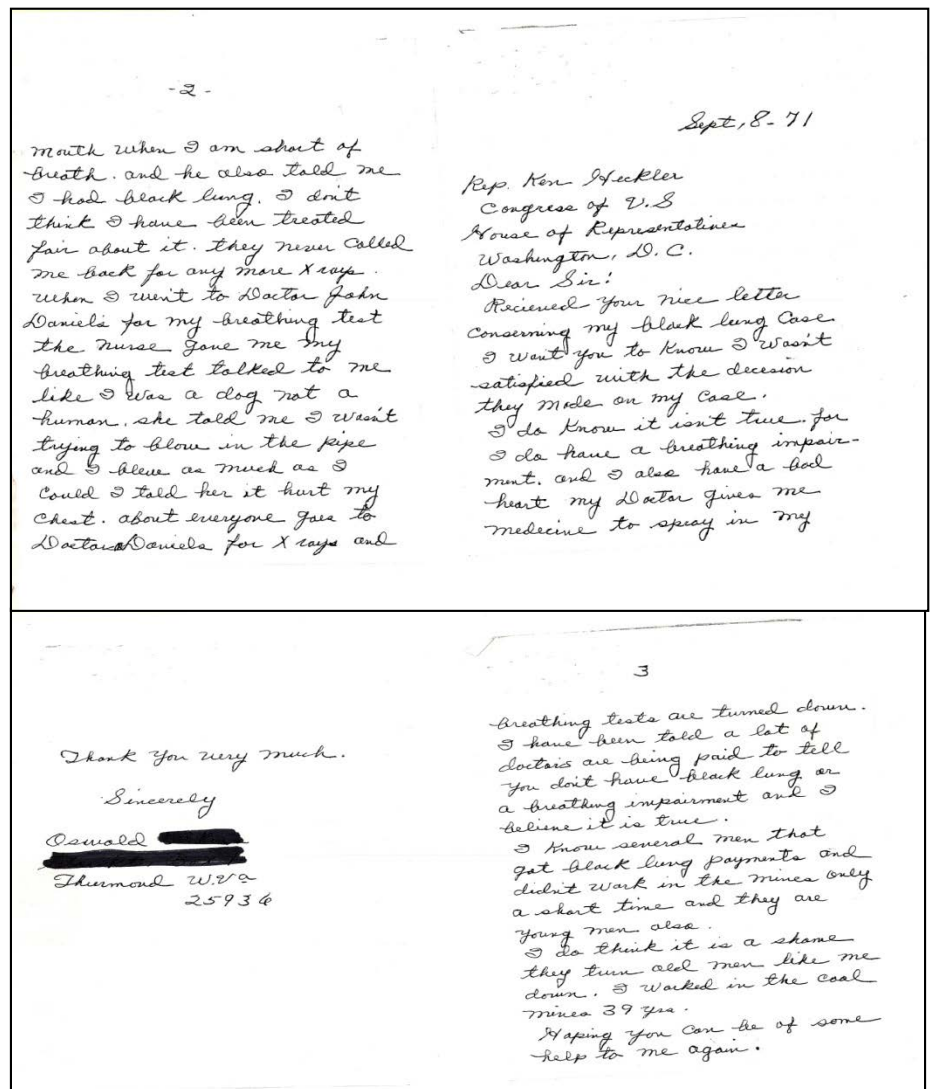 Sept, 8-71
Rep. Ken Heckler
Congress of U.S
House of Representatives
Washington, D.C.
Dear Sir:
Recieved Your nice letter
conserning my black lung Case
I want you to Know I wasn't
satisfied with the decesion
they made on my Case.
I do Know it isn't true. for
I do have a breathing impair-
ment. and I also have a bad
heart my Doctor gives me
medecine to spray in my
-2-
mouth when I am short of
breath. and he also told me
I had black lung. I don't
think I have been treated
fair about it. they never Called
me back for any more X rays.
when I went to Doctor John
Daniels for my breathing test
the nurse gave me my
breathing test talked to me
like I was a dog not a
human. she told me I wasn't
trying to blow in the pipe
and I blew as much as I
Could I told her it hurt my
Chest. about everyone goes to
Doctor Daniels for X rays and
3
breathing tests are turned down.
I have been told a lot of
doctors are being paid to tell
you don't have black lung or
a breathing impairment and I
believe it is true.
I Know several men that
got black lung payments and
didn't work in the mines only
a short time and they are
young men also.
I do think it is a shame
they turn old men like me
down. I worked in the coal
mines 39 yrs.
Hoping you can be of some
help to me again.
Thank You very much.
Sincerely
Oswald
Thurmond W.Va
25936